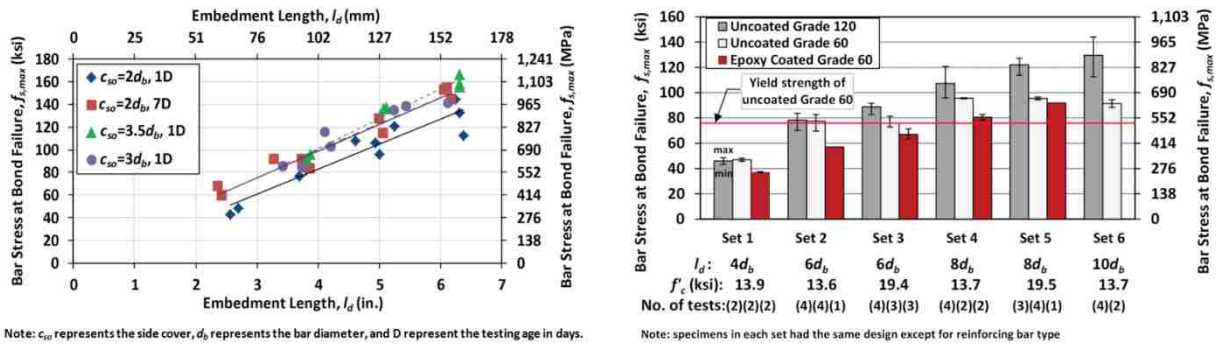 Embedment Length, l_d (mm)
0 25 51 76 102 127 152 178
Bar Stress at Bond Failure, f_s,max (ksi)
180
160
140
120
100
80
60
40
20
0
c_so=2d_b, 1D
c_so=2d_b, 7D
c_so=3.5d_b, 1D
c_so=3d_b, 1D
1,241
1,103
965
827
690
552
414
276
138
0
Bar Stress at Bond Failure, f_s,max (MPa)
0 1 2 3 4 5 6 7
Embedment Length, l_d (in.)
Note: c_so represents the side cover, d_b represents the bar diameter, and D represent the testing age in days.
Bar Stress at Bond Failure, f_s,max (ksi)
160
140
120
100
80
60
40
20
0
Uncoated Grade 120
Uncoated Grade 60
Epoxy Coated Grade 60
Yield strength of
uncoated Grade 60
max
min
1,103
965
827
690
552
414
276
138
0
Bar Stress at Bond Failure, f_s,max (MPa)
Set 1 Set 2 Set 3 Set 4 Set 5 Set 6
l_d : 4d_b 6d_b 6d_b 8d_b 8d_b 10d_b
f'_c (ksi) 13.9 13.6 19.4 13.7 19.5 13.7
No. of tests:(2)(2)(2) (4)(4)(1) (4)(3)(3) (4)(2)(2) (3)(4)(1) (4)(2)
Note: specimens in each set had the same design except for reinforcing bar type